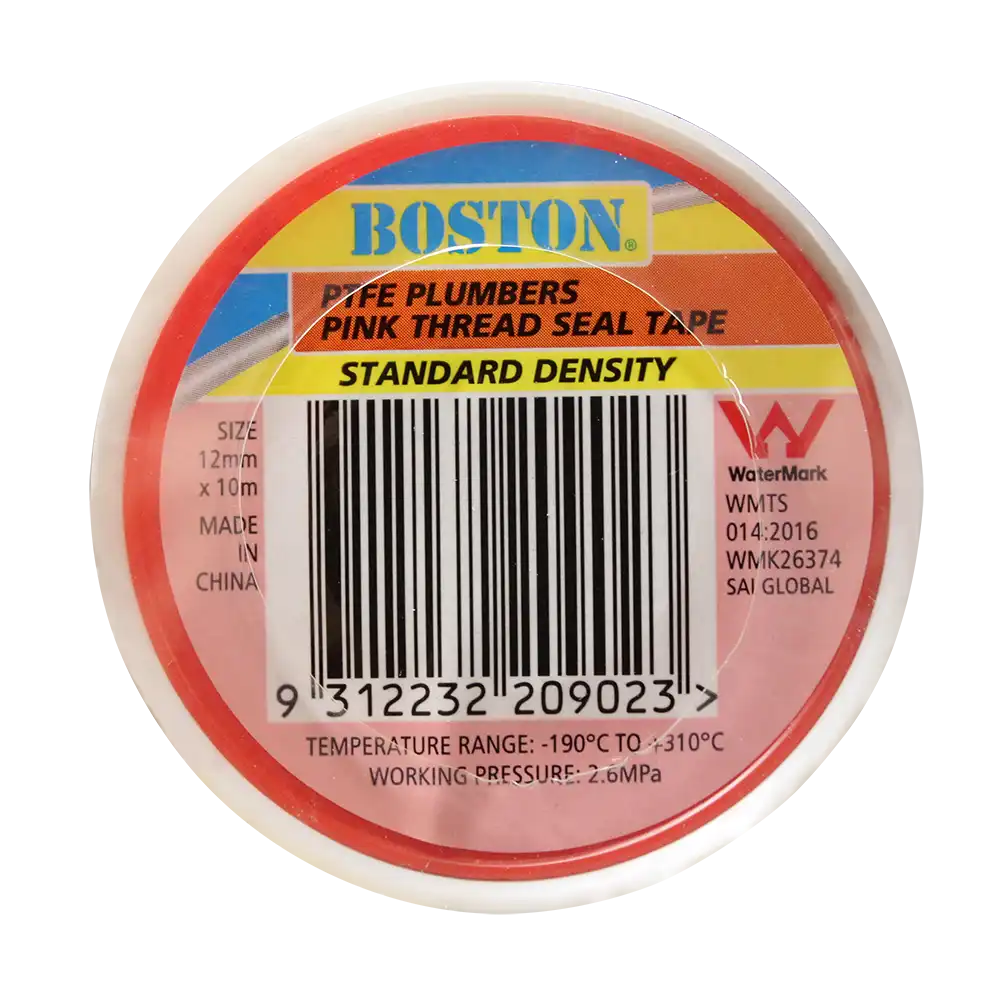 BOSTON®
PTFE PLUMBERS
PINK THREAD SEAL TAPE
STANDARD DENSITY
SIZE
12mm
x 10m
MADE
IN
CHINA
WaterMark
WMTS
014:2016
WMK26374
SAI GLOBAL
9 312232 209023 >
TEMPERATURE RANGE: -190°C TO +310°C
WORKING PRESSURE: 2.6MPa